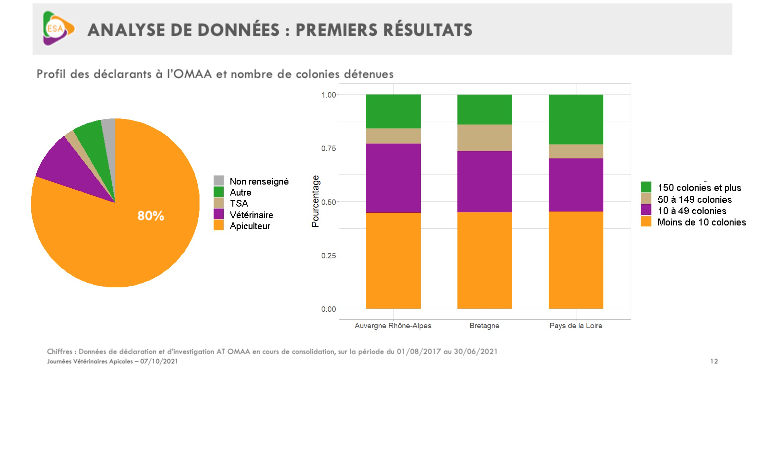 ESA
ANALYSE DE DONNÉES : PREMIERS RÉSULTATS
Profil des déclarants à l'OMAA et nombre de colonies détenues
80%
Non renseigné
Autre
TSA
Vétérinaire
Apiculteur
Pourcentage
1.00
0.75
0.50
0.25
0.00
Auvergne Rhône-Alpes
Bretagne
Pays de la Loire
150 colonies et plus
50 à 149 colonies
10 à 49 colonies
Moins de 10 colonies
Chiffres : Données de déclaration et d'investigation AT OMAA en cours de consolidation, sur la période du 01/08/2017 au 30/06/2021
Journées Vétérinaires Apicoles – 07/10/2021
12